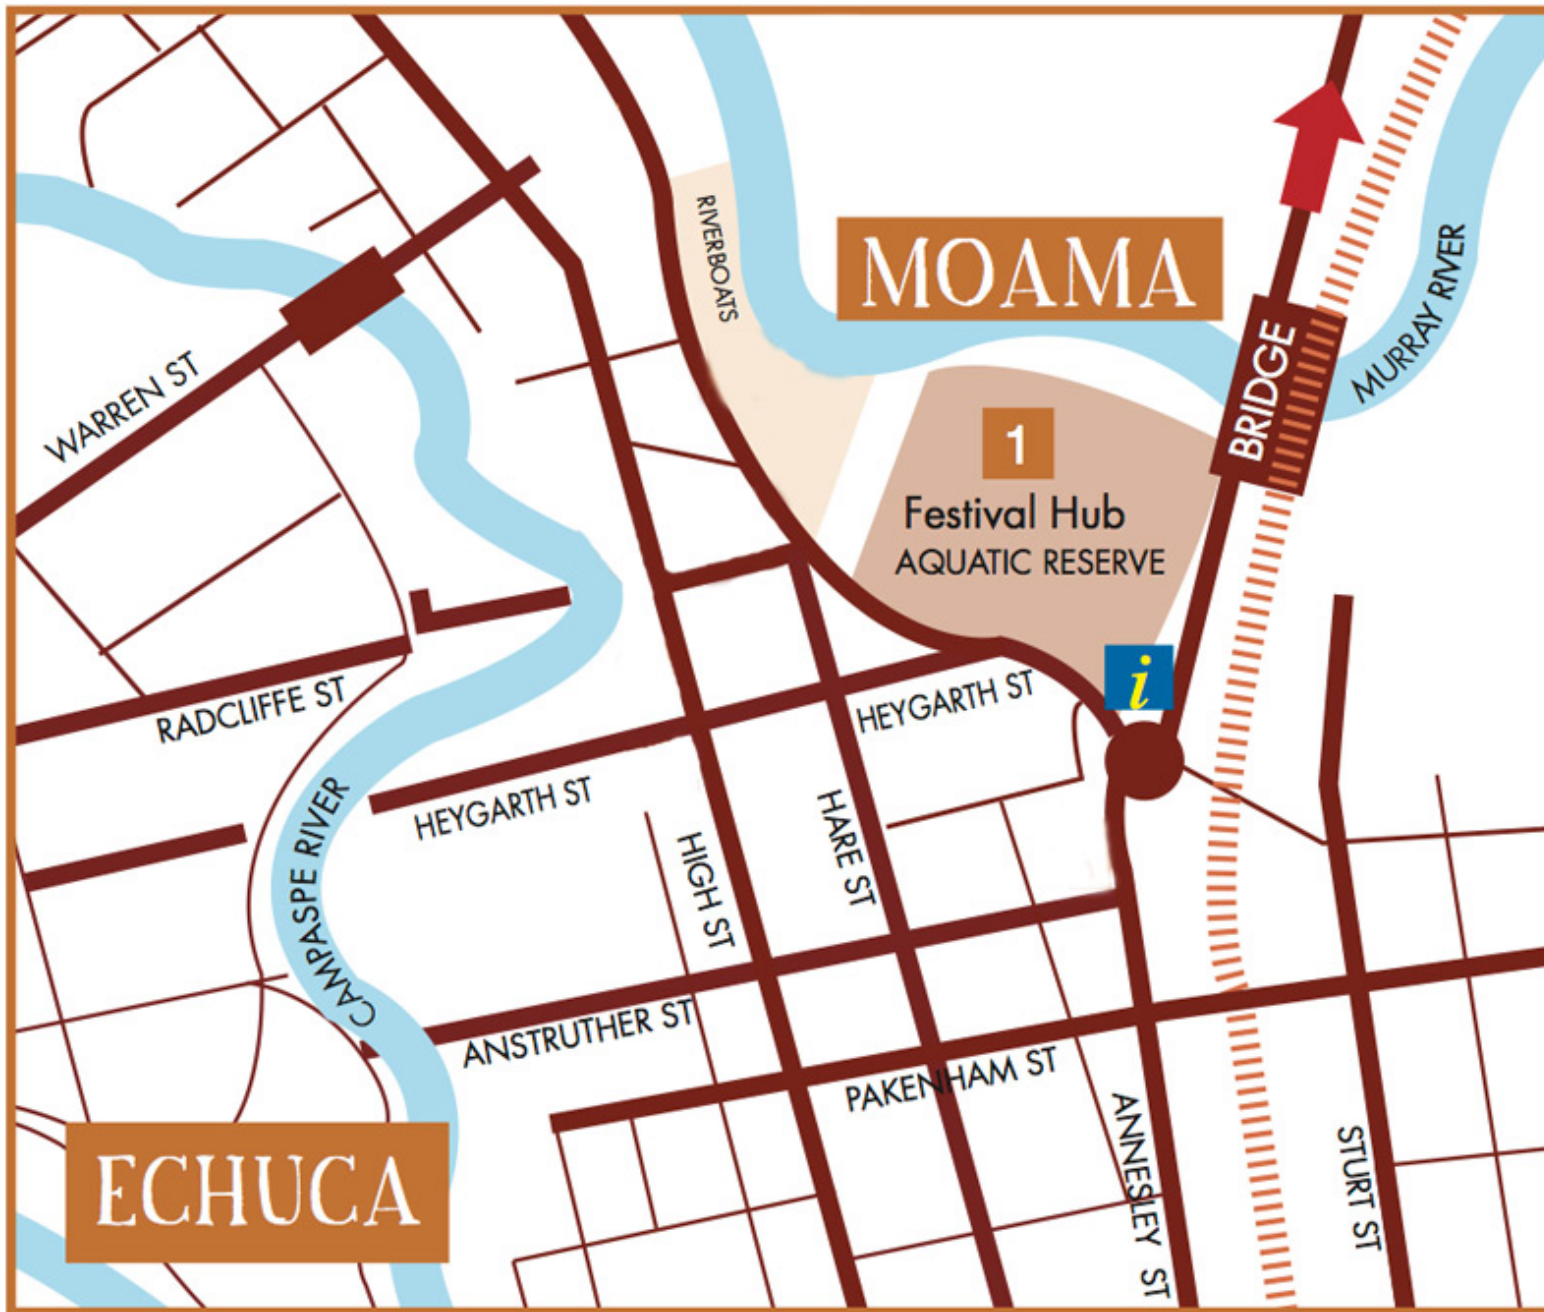 RIVERBOATS
MOAMA
MURRAY RIVER
BRIDGE
WARREN ST
1
Festival Hub
AQUATIC RESERVE
i
RADCLIFFE ST
HEYGARTH ST
HEYGARTH ST
CAMPASPE RIVER
HIGH ST
HARE ST
ANSTRUTHER ST
PAKENHAM ST
ANNESLEY ST
STURT ST
ECHUCA